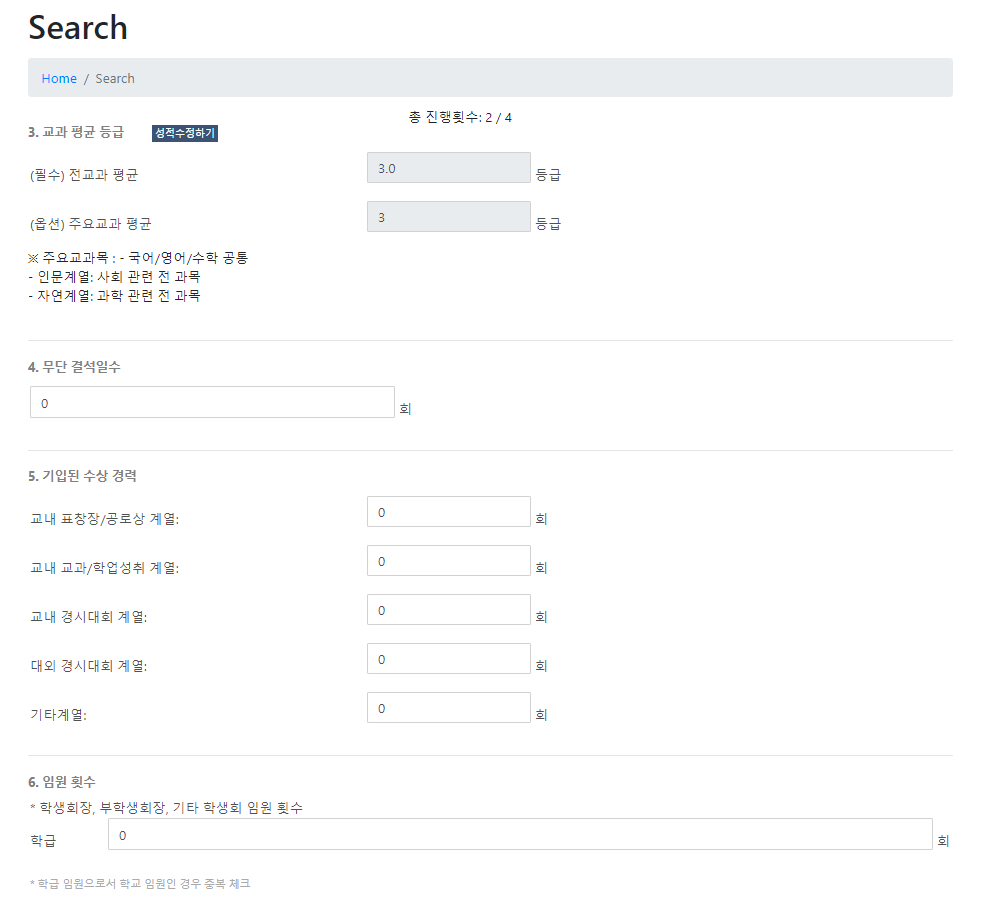 Search
Home / Search
총 진행횟수: 2 / 4
3. 교과 평균 등급 성적수정하기
(필수) 전교과 평균 3.0 등급
(옵션) 주요교과 평균 3 등급
※ 주요교과목 : - 국어/영어/수학 공통
- 인문계열: 사회 관련 전 과목
- 자연계열: 과학 관련 전 과목
4. 무단 결석일수
0 회
5. 기입된 수상 경력
교내 표창장/공로상 계열: 0 회
교내 교과/학업성취 계열: 0 회
교내 경시대회 계열: 0 회
대외 경시대회 계열: 0 회
기타계열: 0 회
6. 임원 횟수
* 학생회장, 부학생회장, 기타 학생회 임원 횟수
학급 0 회
* 학급 임원으로서 학교 임원인 경우 중복 체크